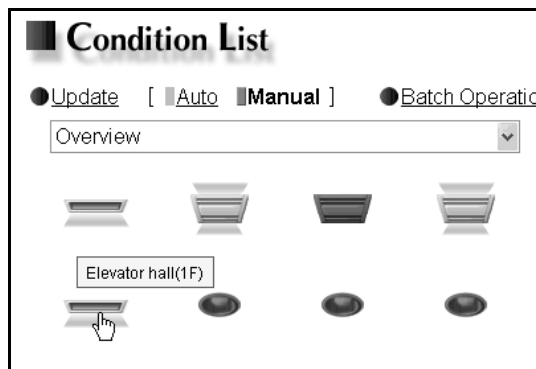 Condition List
Update [ Auto Manual ] Batch Operatio
Overview
Elevator hall(1F)